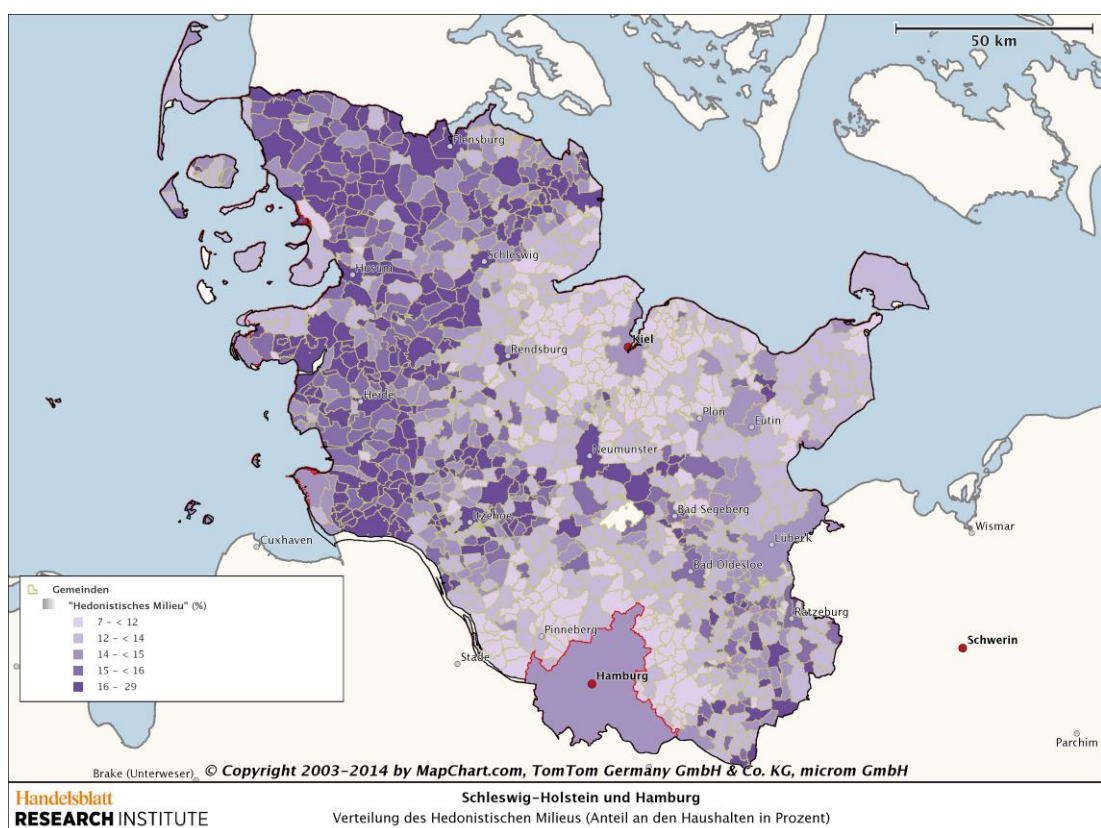 50 km
Flensburg
Schleswig
Husum
Kiel
Rendsburg
Heide
Plon
Eutin
Neumunster
Bad Segeberg
Itzehoe
Wismar
Cuxhaven
Lübeck
Bad Oldesloe
Gemeinden
"Hedonistisches Milieu" (%)
7 - < 12
12 - < 14
14 - < 15
15 - < 16
16 - 29
Ratzeburg
Pinneberg
Schwerin
Stade
Hamburg
Parchim
Brake (Unterweser)
© Copyright 2003-2014 by MapChart.com, TomTom Germany GmbH & Co. KG, microm GmbH
Handelsblatt
RESEARCH INSTITUTE
Schleswig-Holstein und Hamburg
Verteilung des Hedonistischen Milieus (Anteil an den Haushalten in Prozent)